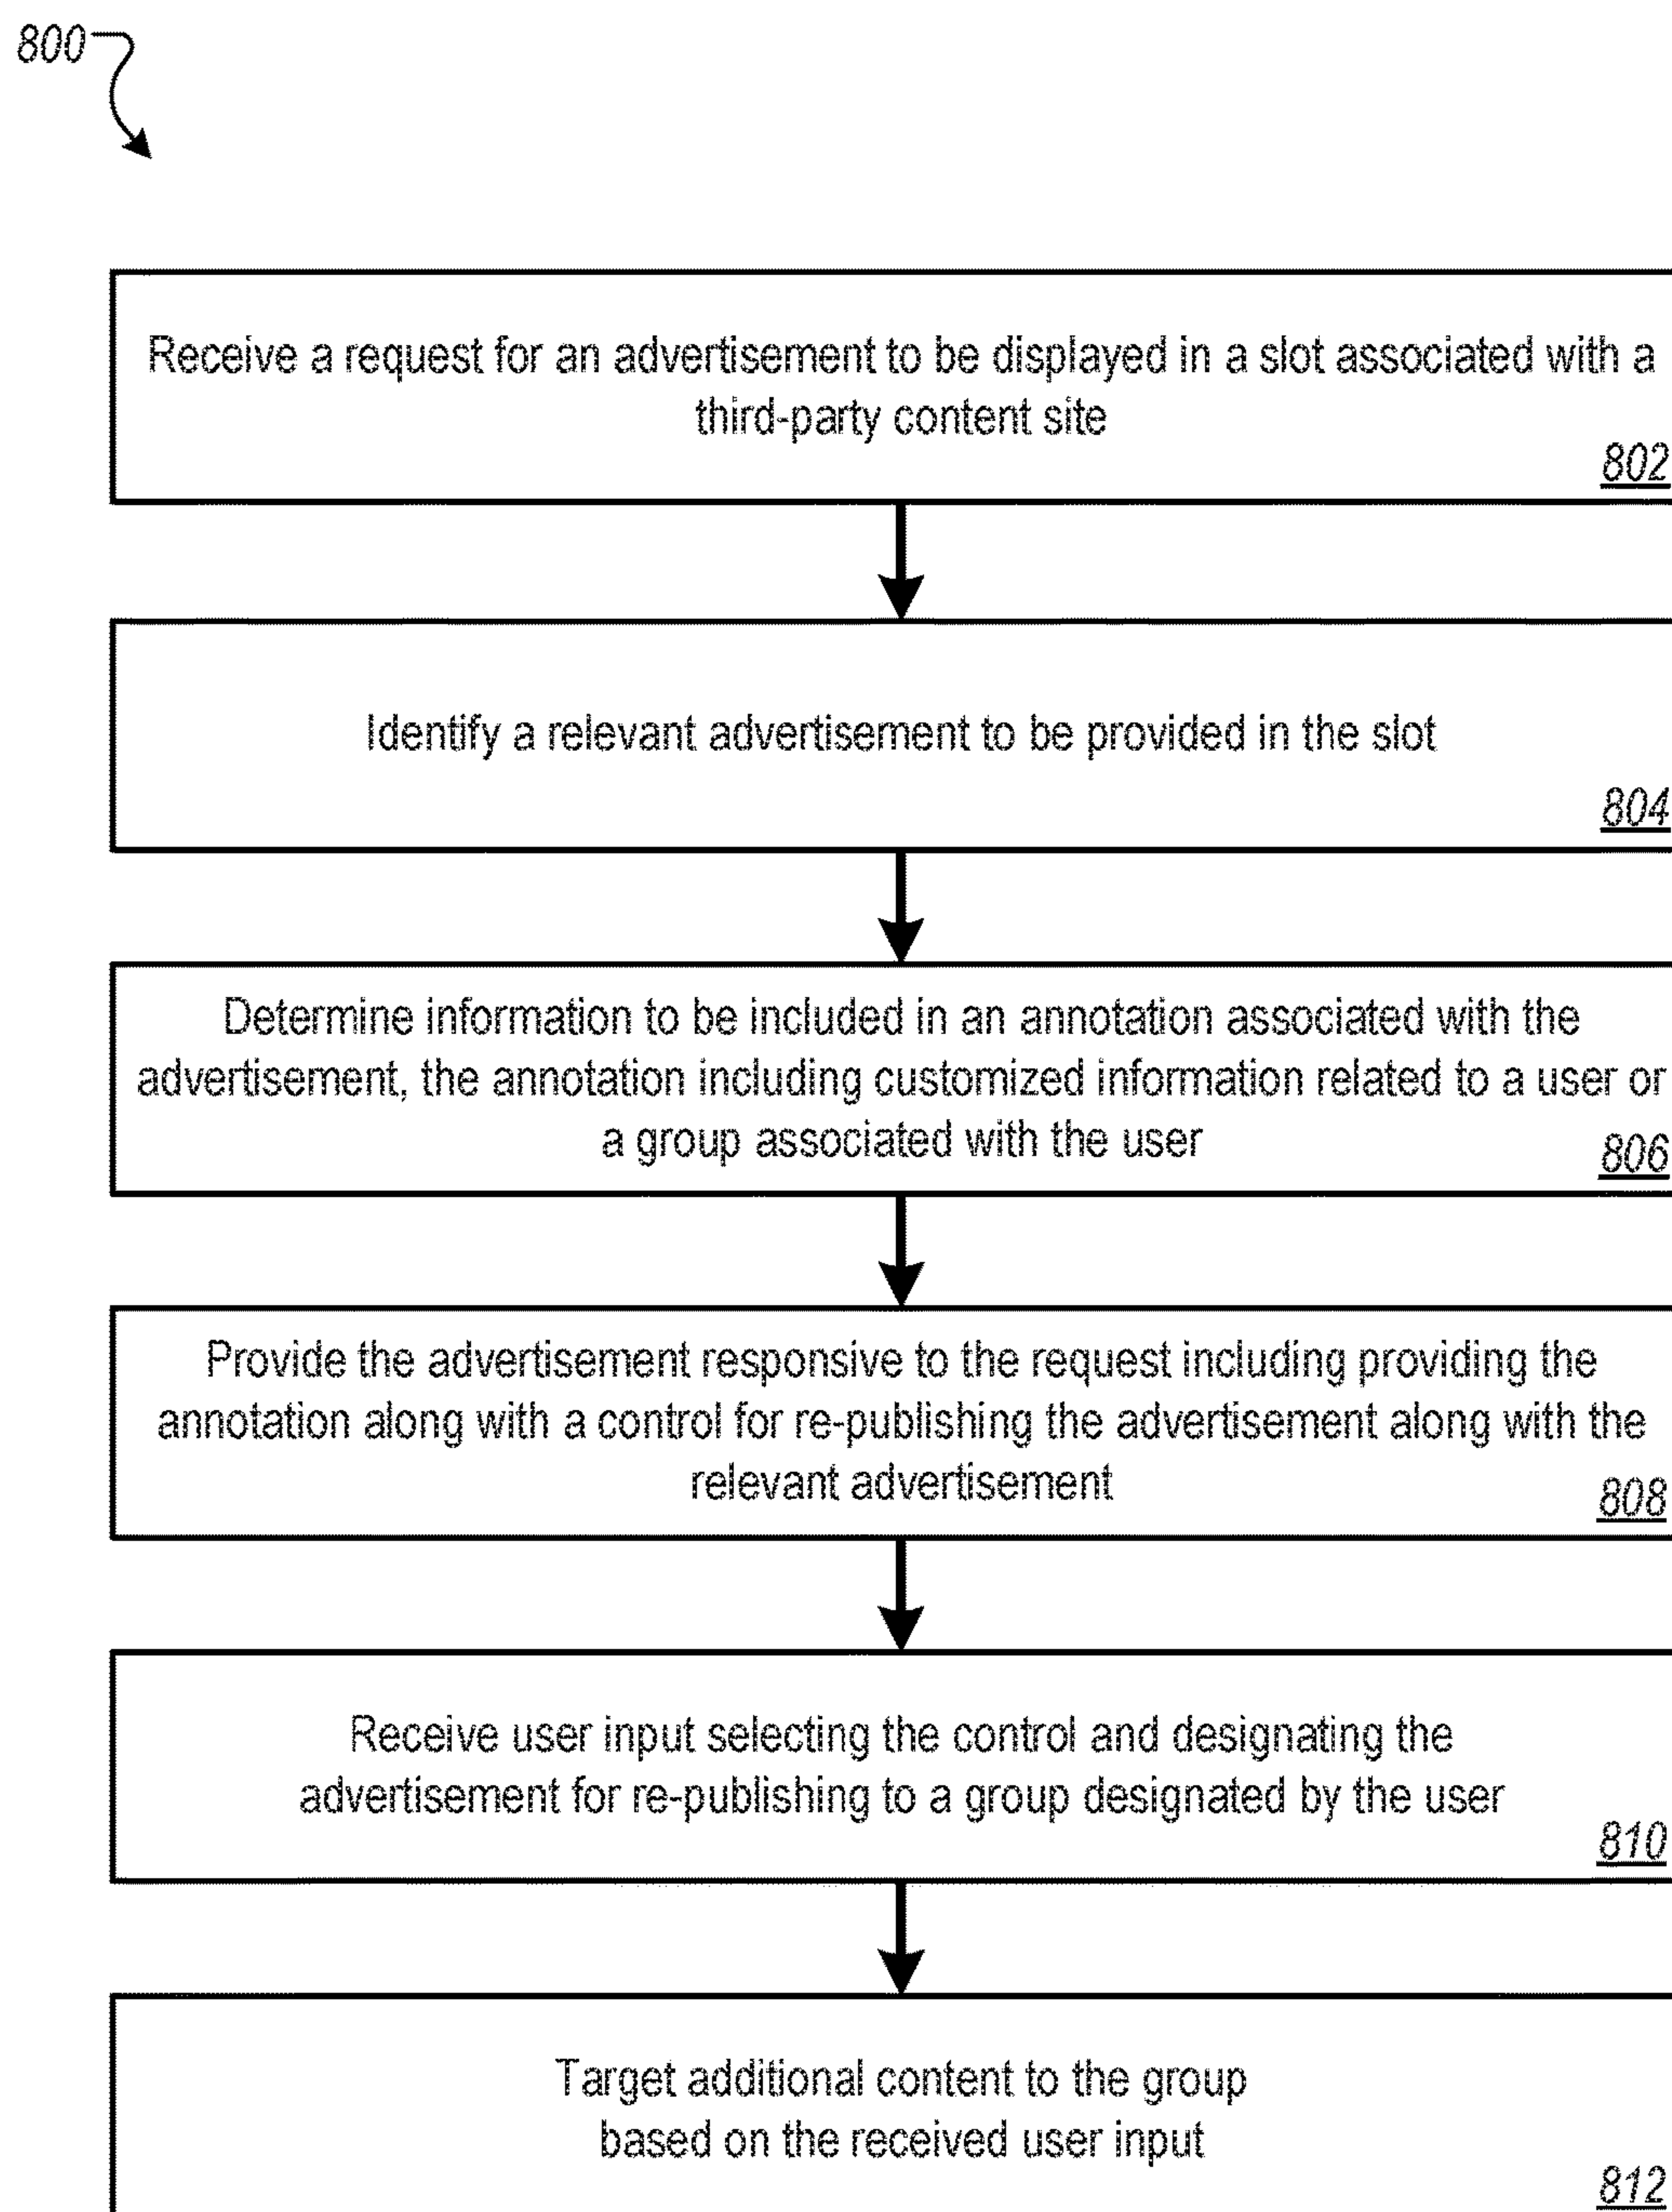 800
Receive a request for an advertisement to be displayed in a slot associated with a
third-party content site
802
Identify a relevant advertisement to be provided in the slot
804
Determine information to be included in an annotation associated with the
advertisement, the annotation including customized information related to a user or
a group associated with the user
806
Provide the advertisement responsive to the request including providing the
annotation along with a control for re-publishing the advertisement along with the
relevant advertisement
808
Receive user input selecting the control and designating the
advertisement for re-publishing to a group designated by the user
810
Target additional content to the group
based on the received user input
812